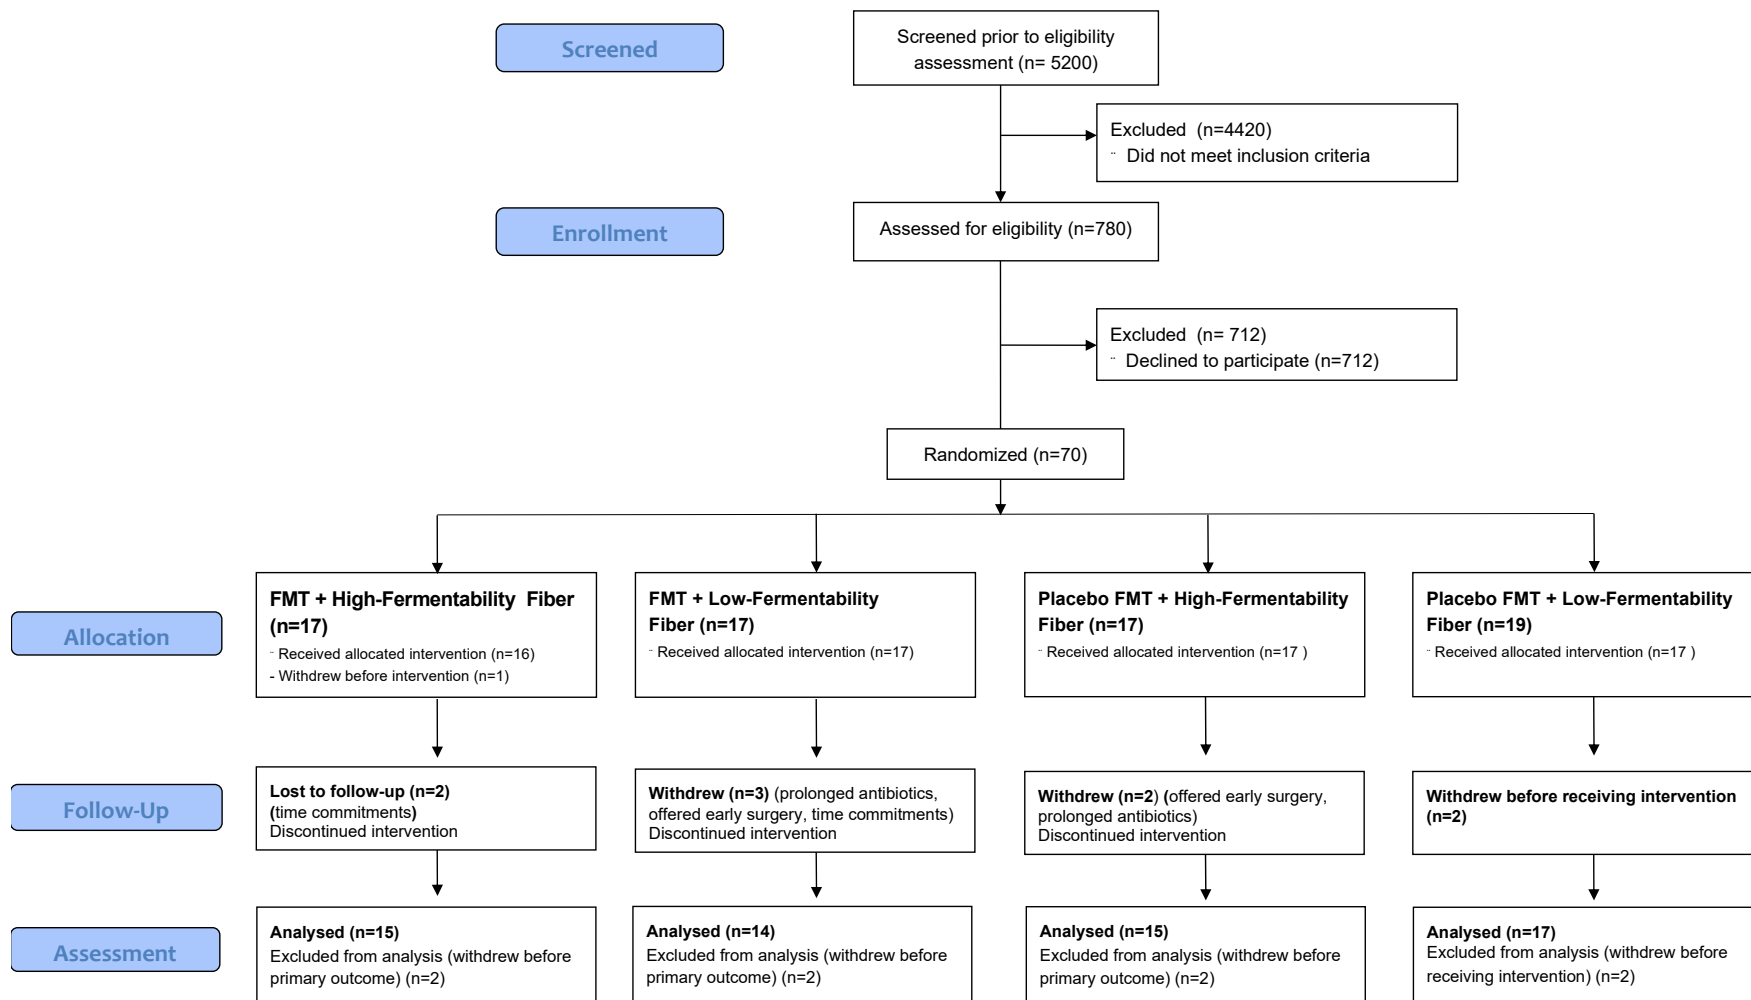 Screened
Screened prior to eligibility
assessment (n= 5200)
Excluded  (n=4420)
¨ Did not meet inclusion criteria
Enrollment
Assessed for eligibility (n=780)
Excluded  (n= 712)
¨ Declined to participate (n=712)
Randomized (n=70)
Allocation
FMT + High-Fermentability  Fiber
(n=17)
¨ Received allocated intervention (n=16)
- Withdrew before intervention (n=1)
FMT + Low-Fermentability
Fiber (n=17)
¨ Received allocated intervention (n=17)
Placebo FMT + High-Fermentability
Fiber (n=17)
¨ Received allocated intervention (n=17 )
Placebo FMT + Low-Fermentability
Fiber (n=19)
¨ Received allocated intervention (n=17 )
Follow-Up
Lost to follow-up (n=2)
(time commitments)
Discontinued intervention
Withdrew (n=3) (prolonged antibiotics,
offered early surgery, time commitments)
Discontinued intervention
Withdrew (n=2) (offered early surgery,
prolonged antibiotics)
Discontinued intervention
Withdrew before receiving intervention
(n=2)
Assessment
Analysed (n=15)
Excluded from analysis (withdrew before
primary outcome) (n=2)
Analysed (n=14)
Excluded from analysis (withdrew before
primary outcome) (n=2)
Analysed (n=15)
Excluded from analysis (withdrew before
primary outcome) (n=2)
Analysed (n=17)
Excluded from analysis (withdrew before
receiving intervention) (n=2)